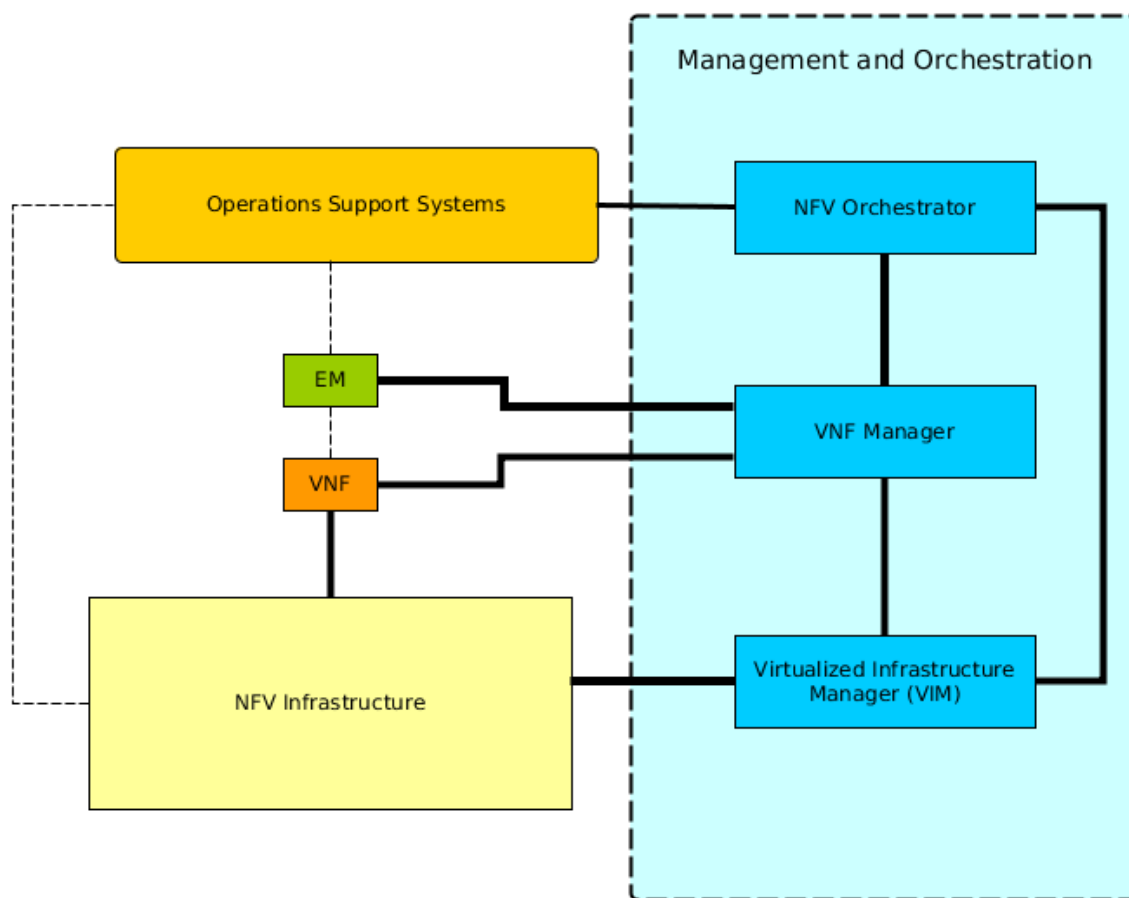 Management and Orchestration
Operations Support Systems
NFV Orchestrator
EM
VNF Manager
VNF
NFV Infrastructure
Virtualized Infrastructure
Manager (VIM)